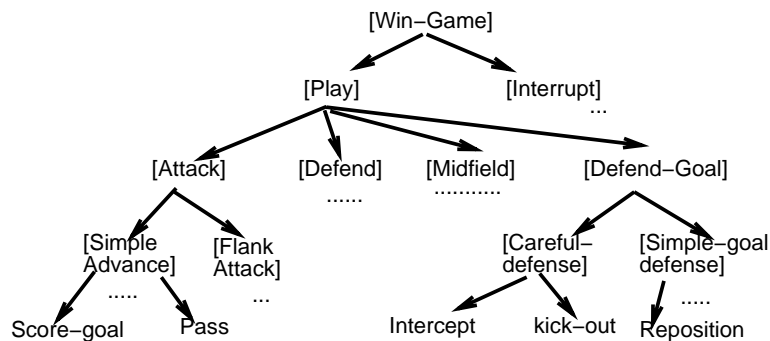 [Win–Game]
[Play] [Interrupt]
...
[Attack] [Defend] [Midfield] [Defend–Goal]
...... ...........
[Simple [Flank [Careful– [Simple–goal
Advance] Attack] defense] defense]
..... ... .....
Score–goal Pass Intercept kick–out Reposition